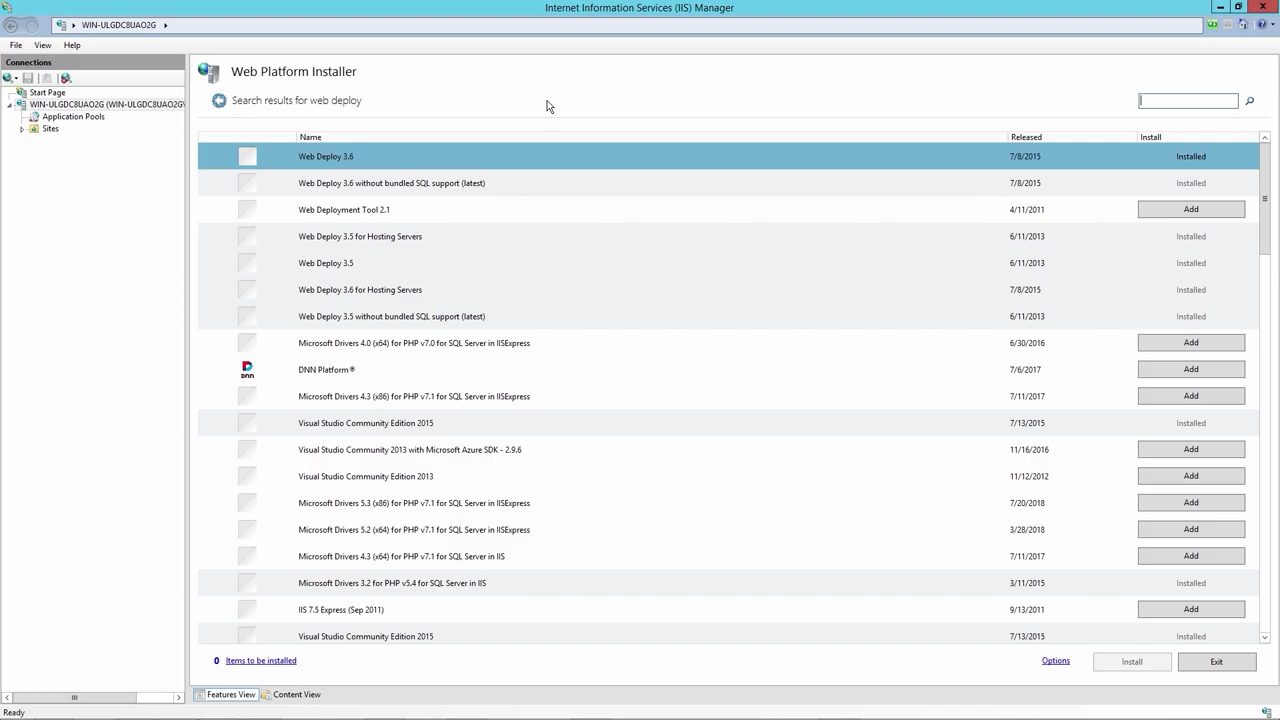 Internet Information Services (IIS) Manager
WIN-ULGDC8UAO2G
File View Help
Connections
Start Page
WIN-ULGDC8UAO2G (WIN-ULGDC8UAO2G\
Application Pools
Sites
Web Platform Installer
Search results for web deploy
Name Released Install
Web Deploy 3.6 7/8/2015 Installed
Web Deploy 3.6 without bundled SQL support (latest) 7/8/2015 Installed
Web Deployment Tool 2.1 4/11/2011 Add
Web Deploy 3.5 for Hosting Servers 6/11/2013 Installed
Web Deploy 3.5 6/11/2013 Installed
Web Deploy 3.6 for Hosting Servers 7/8/2015 Installed
Web Deploy 3.5 without bundled SQL support (latest) 6/11/2013 Installed
Microsoft Drivers 4.0 (x64) for PHP v7.0 for SQL Server in IISExpress 6/30/2016 Add
DNN
DNN Platform® 7/6/2017 Add
Microsoft Drivers 4.3 (x86) for PHP v7.1 for SQL Server in IISExpress 7/11/2017 Add
Visual Studio Community Edition 2015 7/13/2015 Installed
Visual Studio Community 2013 with Microsoft Azure SDK - 2.9.6 11/16/2016 Add
Visual Studio Community Edition 2013 11/12/2012 Add
Microsoft Drivers 5.3 (x86) for PHP v7.1 for SQL Server in IISExpress 7/20/2018 Add
Microsoft Drivers 5.2 (x64) for PHP v7.1 for SQL Server in IISExpress 3/28/2018 Add
Microsoft Drivers 4.3 (x64) for PHP v7.1 for SQL Server in IIS 7/11/2017 Add
Microsoft Drivers 3.2 for PHP v5.4 for SQL Server in IIS 3/11/2015 Installed
IIS 7.5 Express (Sep 2011) 9/13/2011 Add
Visual Studio Community Edition 2015 7/13/2015 Installed
0 Items to be installed Options Install Exit
Features View Content View
Ready